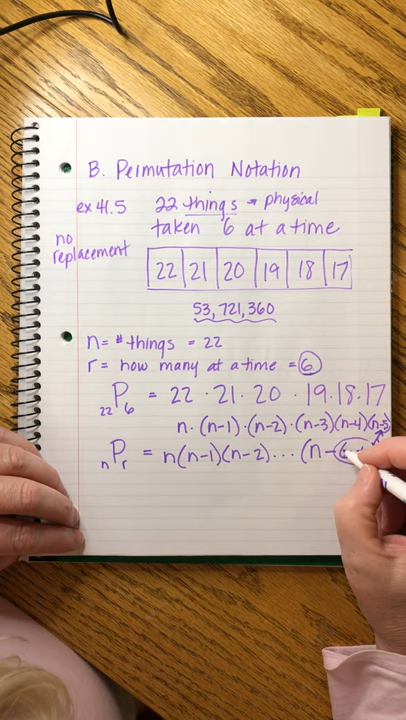 B. Permutation Notation
ex 41.5 22 things → physical
taken 6 at a time
no
replacement
22 21 20 19 18 17
53,721,360
n = # things = 22
r = how many at a time = 6
₂₂P₆ = 22 · 21 · 20 · 19 · 18 · 17
n · (n-1) · (n-2) · (n-3)(n-4)(n-5)
ₙPᵣ = n(n-1)(n-2)... (n-